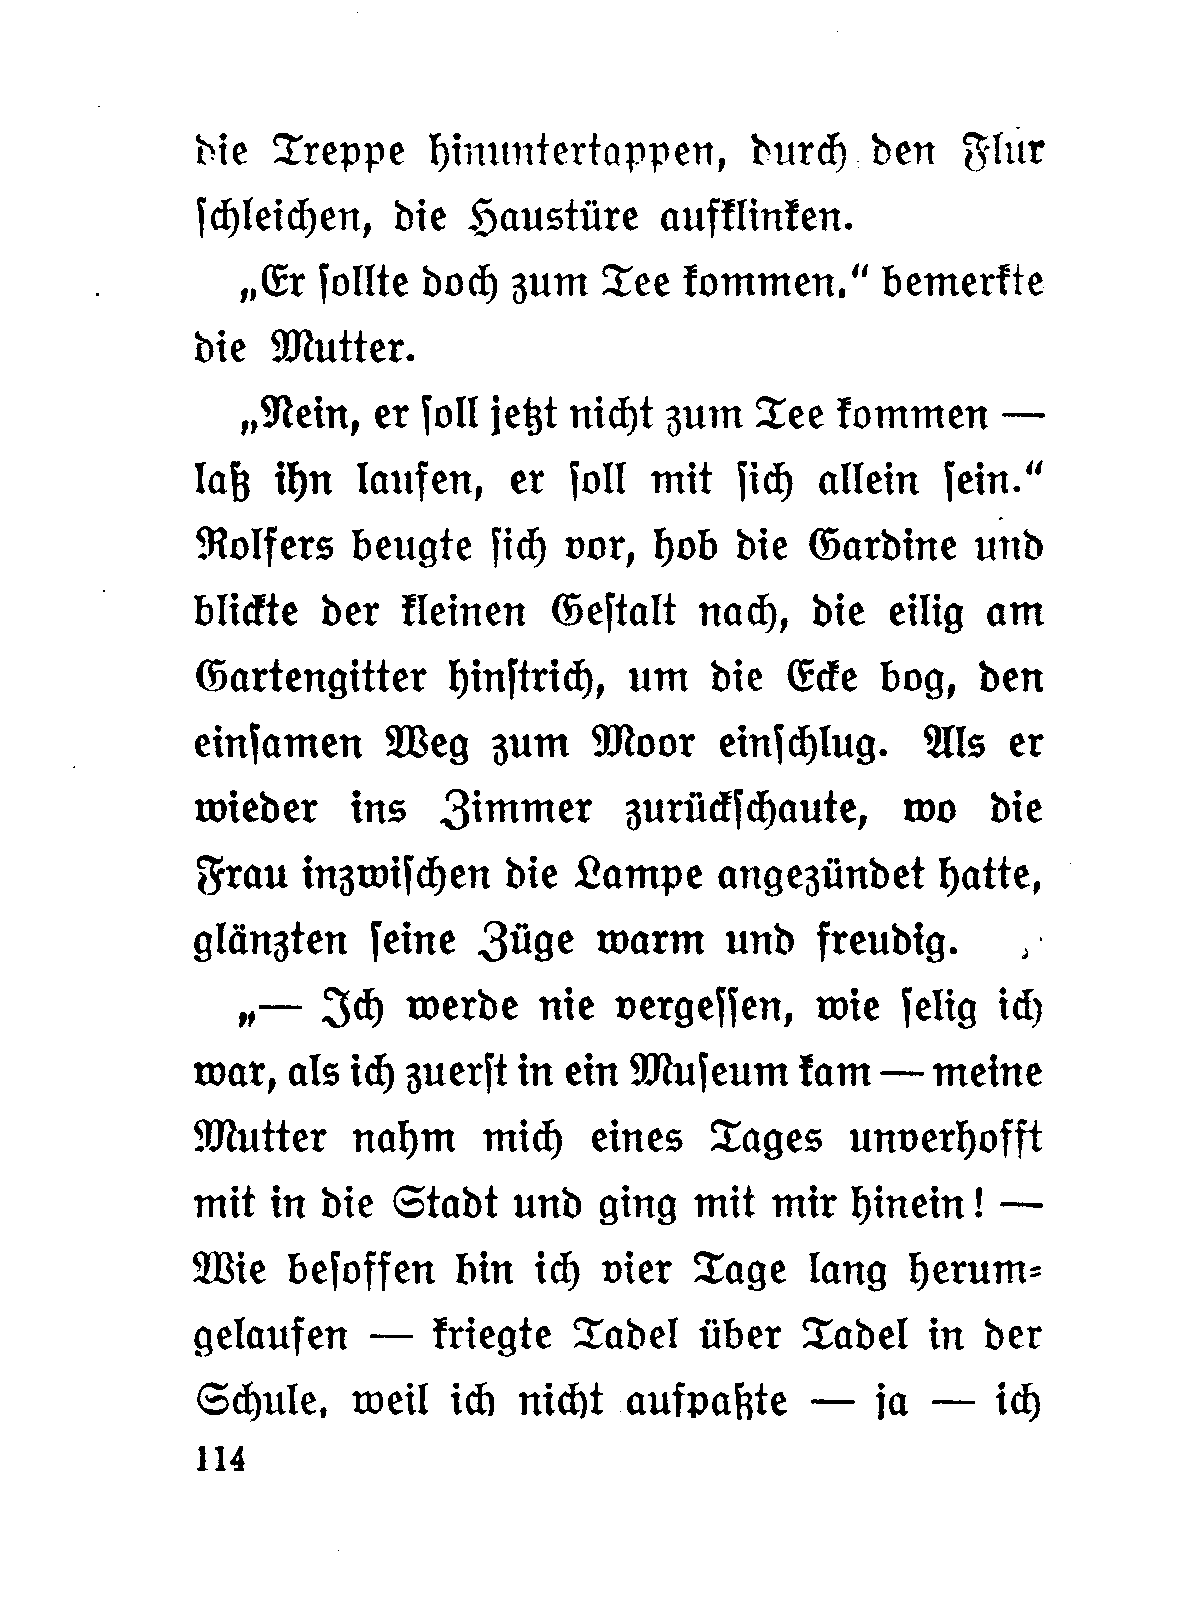 die Treppe hinuntertappen, durch den Flur
ſchleichen, die Haustüre aufklinken.
„Er ſollte doch zum Tee kommen.“ bemerkte
die Mutter.
„Nein, er ſoll jetzt nicht zum Tee kommen —
laß ihn laufen, er ſoll mit ſich allein ſein.“
Rolfers beugte ſich vor, hob die Gardine und
blickte der kleinen Geſtalt nach, die eilig am
Gartengitter hinſtrich, um die Ecke bog, den
einſamen Weg zum Moor einſchlug. Als er
wieder ins Zimmer zurückſchaute, wo die
Frau inzwiſchen die Lampe angezündet hatte,
glänzten ſeine Züge warm und freudig.
„— Ich werde nie vergeſſen, wie ſelig ich
war, als ich zuerſt in ein Muſeum kam — meine
Mutter nahm mich eines Tages unverhofft
mit in die Stadt und ging mit mir hinein! —
Wie beſoffen bin ich vier Tage lang herum⸗
gelaufen — kriegte Tadel über Tadel in der
Schule, weil ich nicht aufpaßte — ja — ich
114